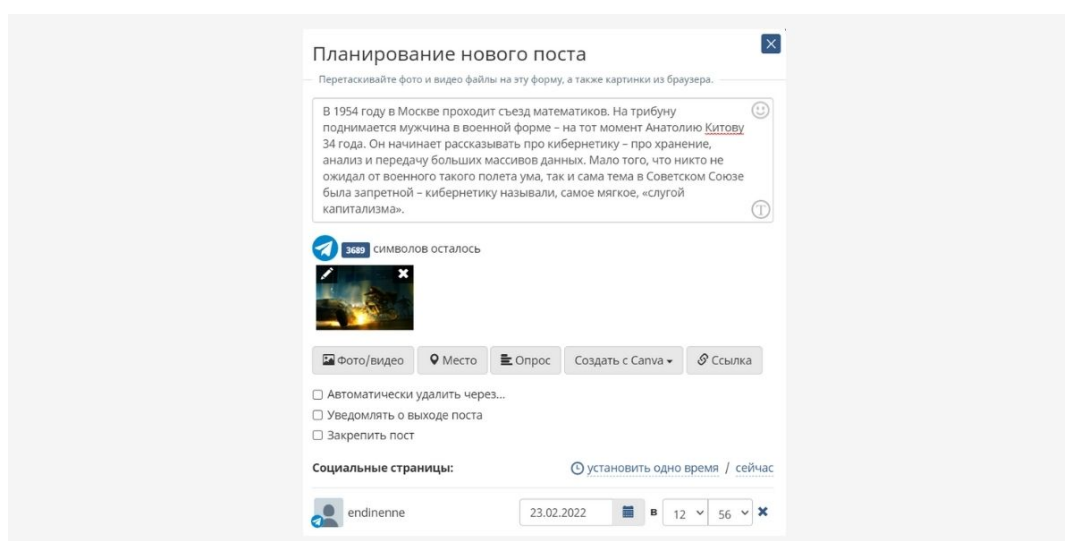 Планирование нового поста
Перетаскивайте фото и видео файлы на эту форму, а также картинки из браузера.
В 1954 году в Москве проходит съезд математиков. На трибуну
поднимается мужчина в военной форме – на тот момент Анатолию Китову
34 года. Он начинает рассказывать про кибернетику – про хранение,
анализ и передачу больших массивов данных. Мало того, что никто не
ожидал от военного такого полета ума, так и сама тема в Советском Союзе
была запретной – кибернетику называли, самое мягкое, «слугой
капитализма».
3689 символов осталось
Фото/видео Место Опрос Создать с Canva Ссылка
Автоматически удалить через...
Уведомлять о выходе поста
Закрепить пост
Социальные страницы: установить одно время / сейчас
endinenne 23.02.2022 в 12 56